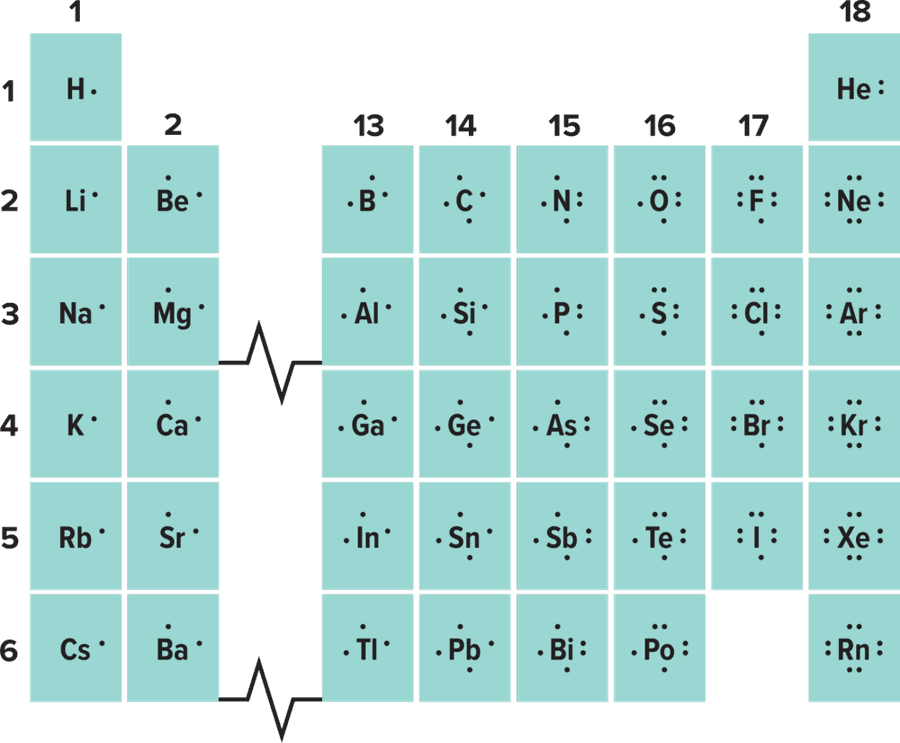 1 18
1 H He
2 13 14 15 16 17
2 Li Be B C N O F Ne
3 Na Mg Al Si P S Cl Ar
4 K Ca Ga Ge As Se Br Kr
5 Rb Sr In Sn Sb Te I Xe
6 Cs Ba Tl Pb Bi Po Rn